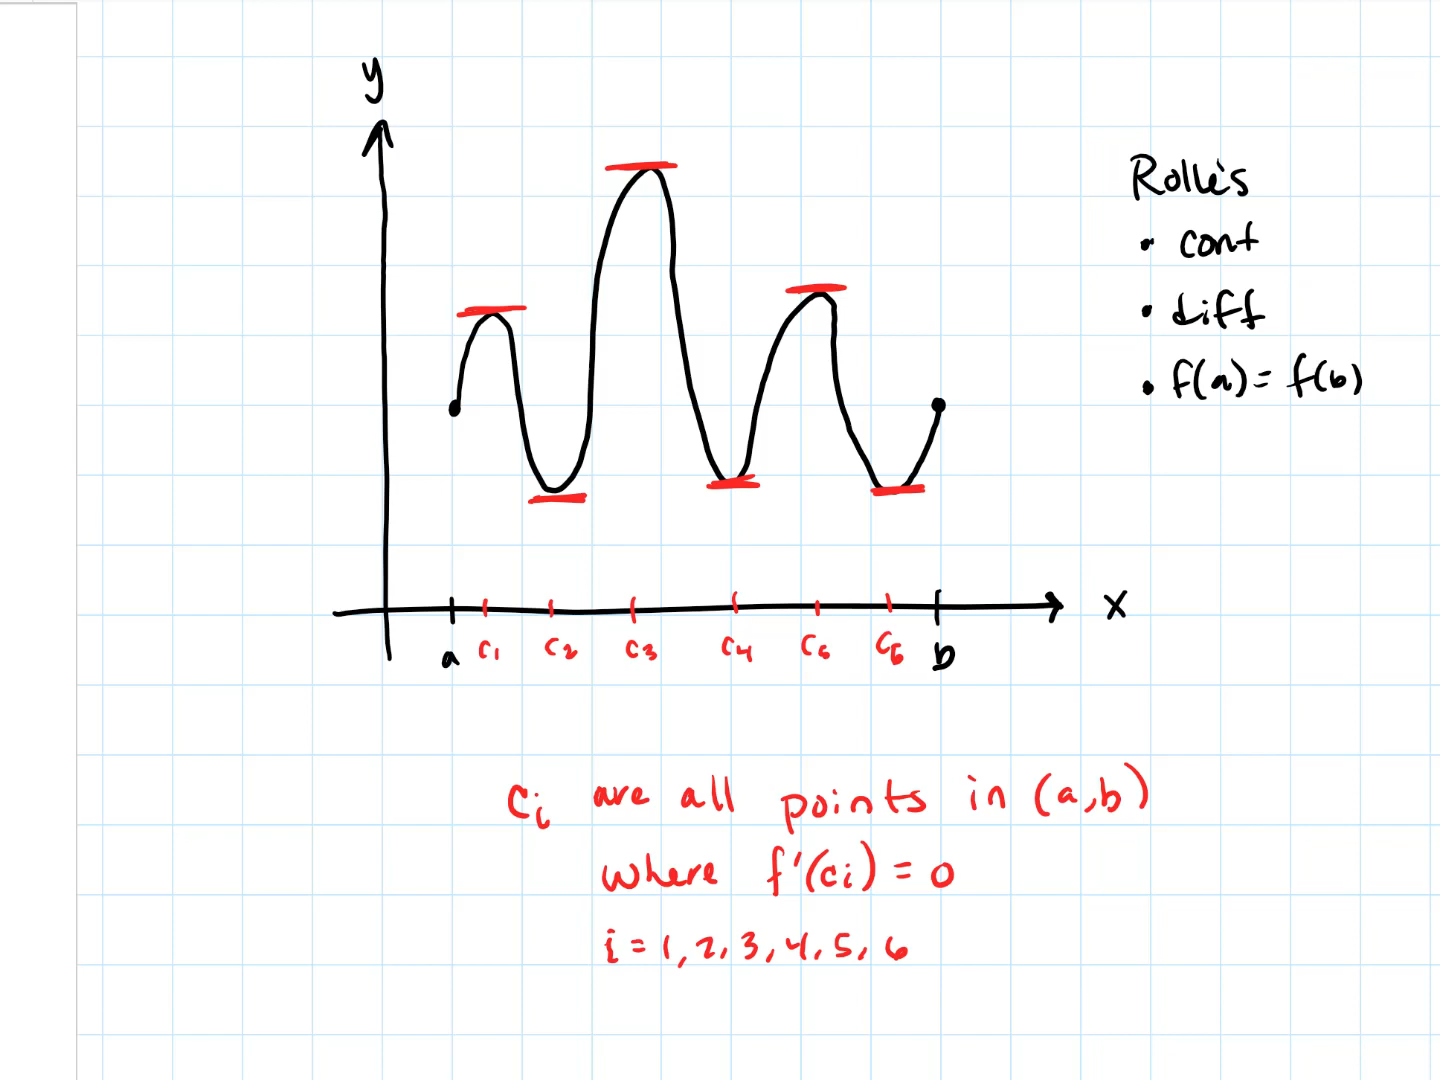 y
Rolle's
• cont
• diff
• f(a) = f(b)
x
a c₁ c₂ c₃ c₄ c₅ c₆ b
cᵢ are all points in (a,b)
where f'(cᵢ) = 0
i = 1, 2, 3, 4, 5, 6